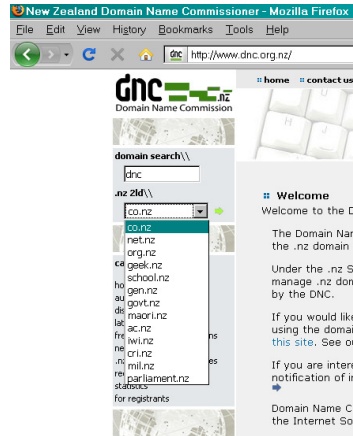 New Zealand Domain Name Commissioner - Mozilla Firefox
File Edit View History Bookmarks Tools Help
http://www.dnc.org.nz/
dnc .nz
Domain Name Commission
home contact us
domain search\\
dnc
.nz 2ld\\
co.nz
co.nz
net.nz
org.nz
geek.nz
school.nz
gen.nz
govt.nz
maori.nz
ac.nz
iwi.nz
cri.nz
mil.nz
parliament.nz
statistics
for registrants
Welcome
Welcome to the D
The Domain Nar
the .nz domain
Under the .nz S
manage .nz don
by the DNC.
If you would like
using the domai
this site. See ou
If you are intere
notification of in
Domain Name C
the Internet So